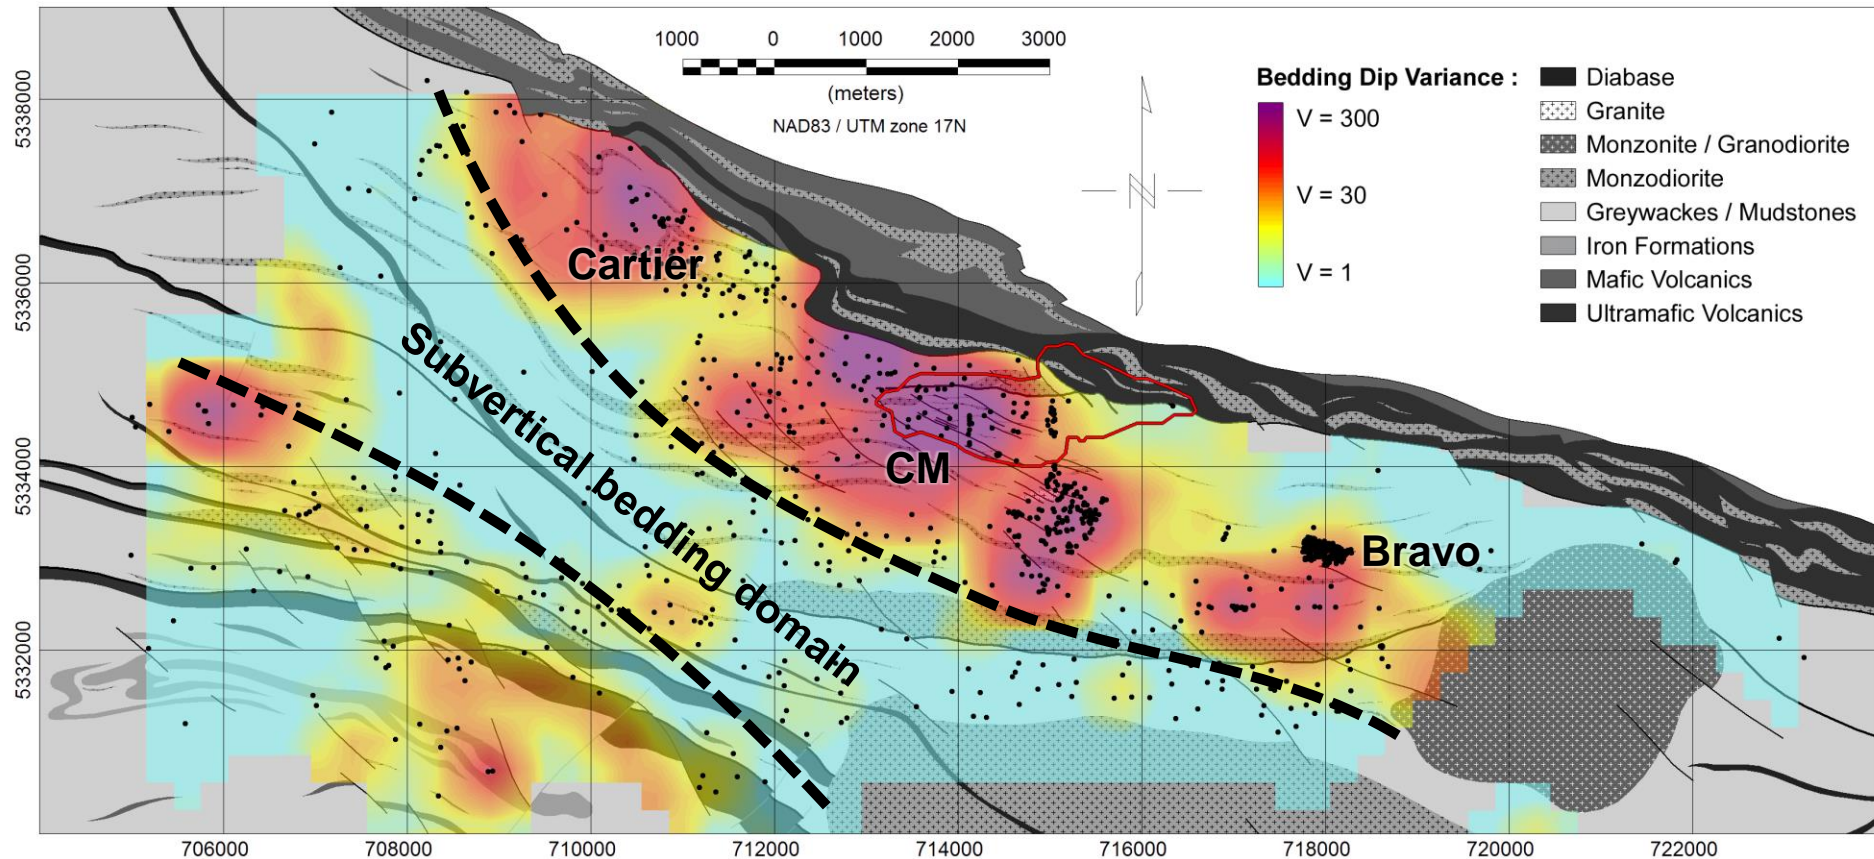 1000 0 1000 2000 3000
(meters)
NAD83 / UTM zone 17N
N
Bedding Dip Variance :
V = 300
V = 30
V = 1
Diabase
Granite
Monzonite / Granodiorite
Monzodiorite
Greywackes / Mudstones
Iron Formations
Mafic Volcanics
Ultramafic Volcanics
5338000
5336000
5334000
5332000
Cartier
Subvertical bedding domain
CM
Bravo
706000 708000 710000 712000 714000 716000 718000 720000 722000